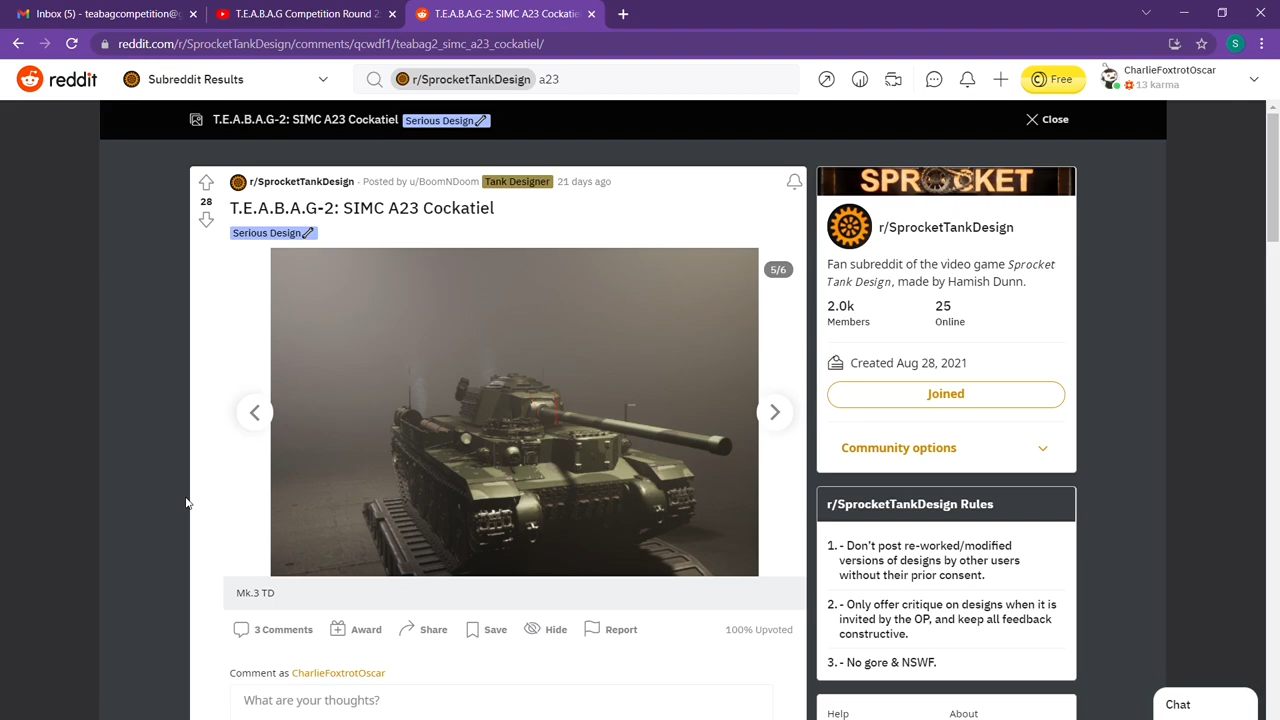 Inbox (5) - teabagcompetition@g
T.E.A.B.A.G Competition Round 2
T.E.A.B.A.G-2: SIMC A23 Cockatie
reddit.com/r/SprocketTankDesign/comments/qcwdf1/teabag2_simc_a23_cockatiel/
S
reddit
Subreddit Results
r/SprocketTankDesign
a23
Free
CharlieFoxtrotOscar
13 karma
T.E.A.B.A.G-2: SIMC A23 Cockatiel
Serious Design
Close
28
r/SprocketTankDesign · Posted by u/BoomNDoom Tank Designer 21 days ago
T.E.A.B.A.G-2: SIMC A23 Cockatiel
Serious Design
5/6
Mk.3 TD
3 Comments
Award
Share
Save
Hide
Report
100% Upvoted
Comment as CharlieFoxtrotOscar
What are your thoughts?
SPROCKET
r/SprocketTankDesign
Fan subreddit of the video game Sprocket
Tank Design, made by Hamish Dunn.
2.0k
25
Members
Online
Created Aug 28, 2021
Joined
Community options
r/SprocketTankDesign Rules
1. - Don't post re-worked/modified
versions of designs by other users
without their prior consent.
2. - Only offer critique on designs when it is
invited by the OP, and keep all feedback
constructive.
3. - No gore & NSWF.
Help
About
Chat